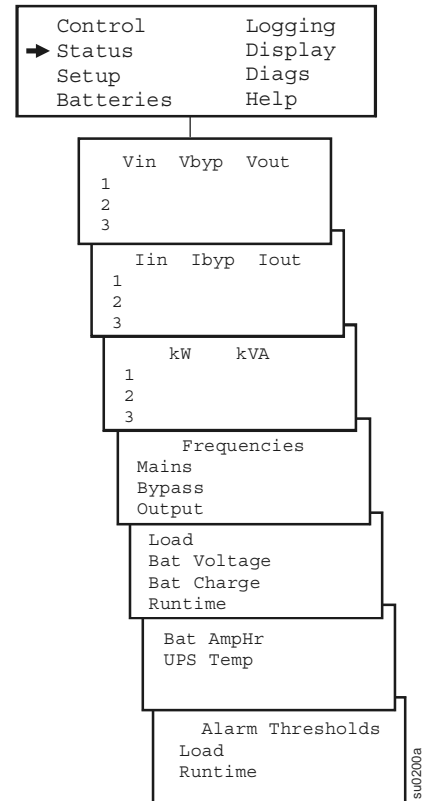 Control Logging
Status Display
Setup Diags
Batteries Help
Vin Vbyp Vout
1
2
3
Iin Ibyp Iout
1
2
3
kW kVA
1
2
3
Frequencies
Mains
Bypass
Output
Load
Bat Voltage
Bat Charge
Runtime
Bat AmpHr
UPS Temp
Alarm Thresholds
Load
Runtime
su0200a